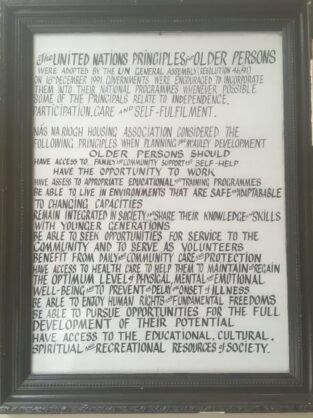 The UNITED NATIONS PRINCIPLES for OLDER PERSONS
WERE ADOPTED BY THE UN GENERAL ASSEMBLY (RESOLUTION 46/91)
ON 16TH DECEMBER 1991. GOVERNMENTS WERE ENCOURAGED TO INCORPORATE
THEM INTO THEIR NATIONAL PROGRAMMES WHENEVER POSSIBLE
SOME OF THE PRINCIPALS RELATE TO INDEPENDENCE,
PARTICIPATION, CARE AND SELF-FULFILMENT.
NÁS NA RIOGH HOUSING ASSOCIATION CONSIDERED THE
FOLLOWING PRINCIPLES WHEN PLANNING THE McAULEY DEVELOPMENT
OLDER PERSONS SHOULD
HAVE ACCESS TO FAMILY AND COMMUNITY SUPPORT AND SELF-HELP
HAVE THE OPPORTUNITY TO WORK
HAVE ASSESS TO APPROPRIATE EDUCATIONAL AND TRAINING PROGRAMMES
BE ABLE TO LIVE IN ENVIRONMENTS THAT ARE SAFE AND ADAPTABLE
TO CHANGING CAPACITIES
REMAIN INTEGRATED IN SOCIETY AND SHARE THEIR KNOWLEDGE AND SKILLS
WITH YOUNGER GENERATIONS
BE ABLE TO SEEK OPPORTUNITIES FOR SERVICE TO THE
COMMUNITY AND TO SERVE AS VOLUNTEERS
BENEFIT FROM DAILY AND COMMUNITY CARE AND PROTECTION
HAVE ACCESS TO HEALTH CARE TO HELP THEM TO MAINTAIN OR REGAIN
THE OPTIMUM LEVEL OF PHYSICAL, MENTAL AND EMOTIONAL
WELL-BEING AND TO PREVENT OR DELAY THE ONSET OF ILLNESS
BE ABLE TO ENJOY HUMAN RIGHTS AND FUNDAMENTAL FREEDOMS
BE ABLE TO PURSUE OPPORTUNITIES FOR THE FULL
DEVELOPMENT OF THEIR POTENTIAL
HAVE ACCESS TO THE EDUCATIONAL, CULTURAL,
SPIRITUAL AND RECREATIONAL RESOURCES OF SOCIETY.